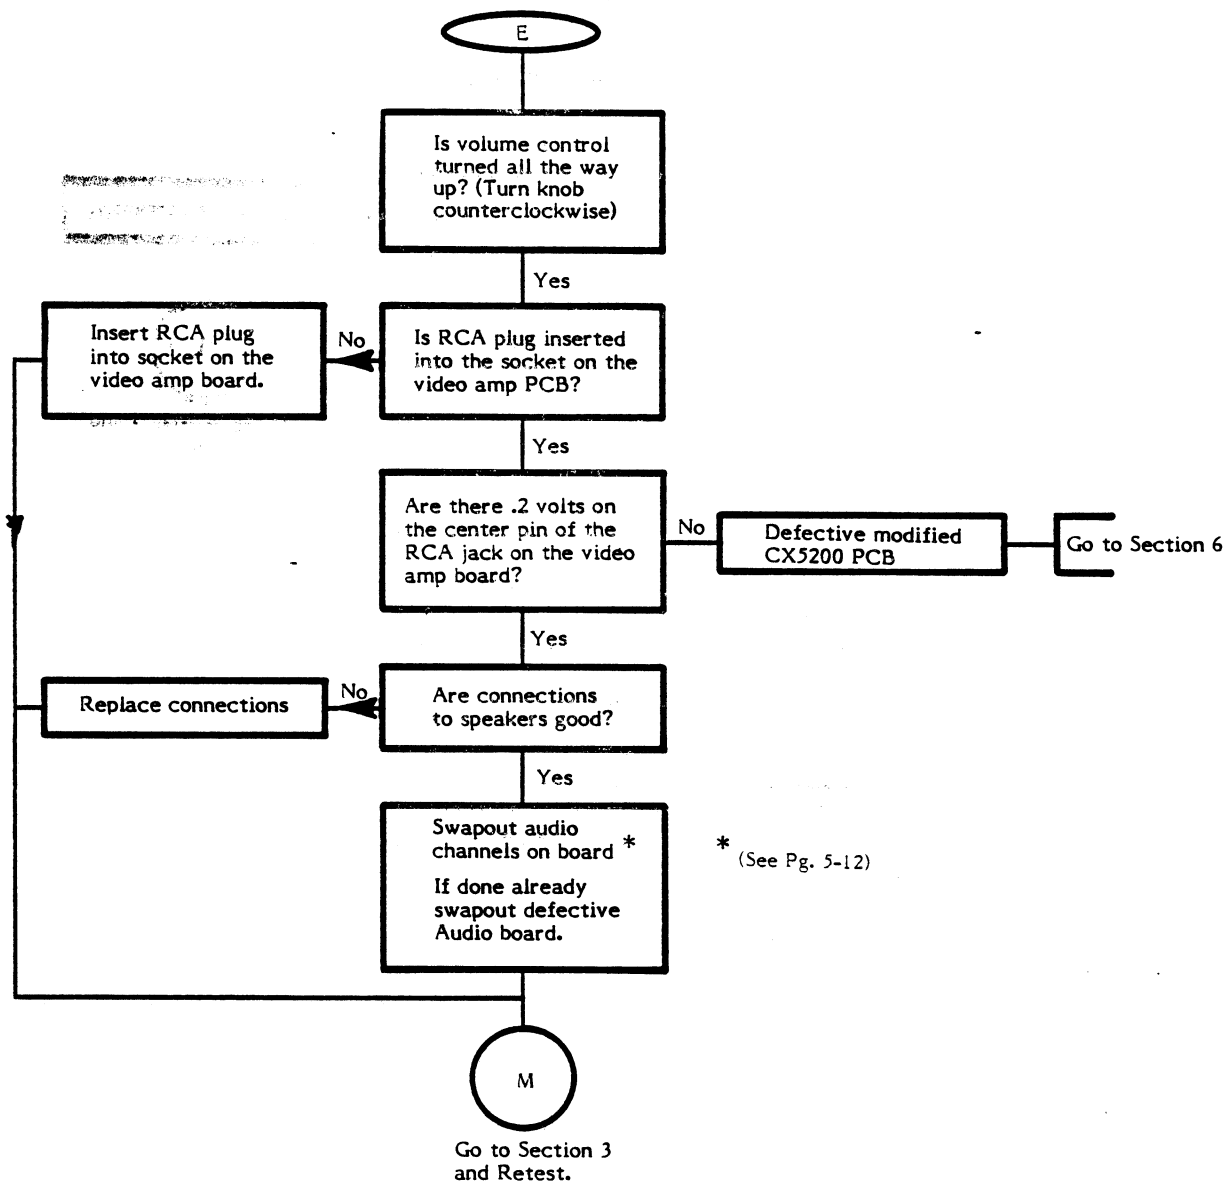 E
Is volume control
turned all the way
up? (Turn knob
counterclockwise)
Yes
Insert RCA plug
into socket on the
video amp board.
No
Is RCA plug inserted
into the socket on the
video amp PCB?
Yes
Are there .2 volts on
the center pin of the
RCA jack on the video
amp board?
No
Defective modified
CX5200 PCB
Go to Section 6
Yes
Replace connections
No
Are connections
to speakers good?
Yes
Swapout audio
channels on board *
If done already
swapout defective
Audio board.
* (See Pg. 5-12)
M
Go to Section 3
and Retest.